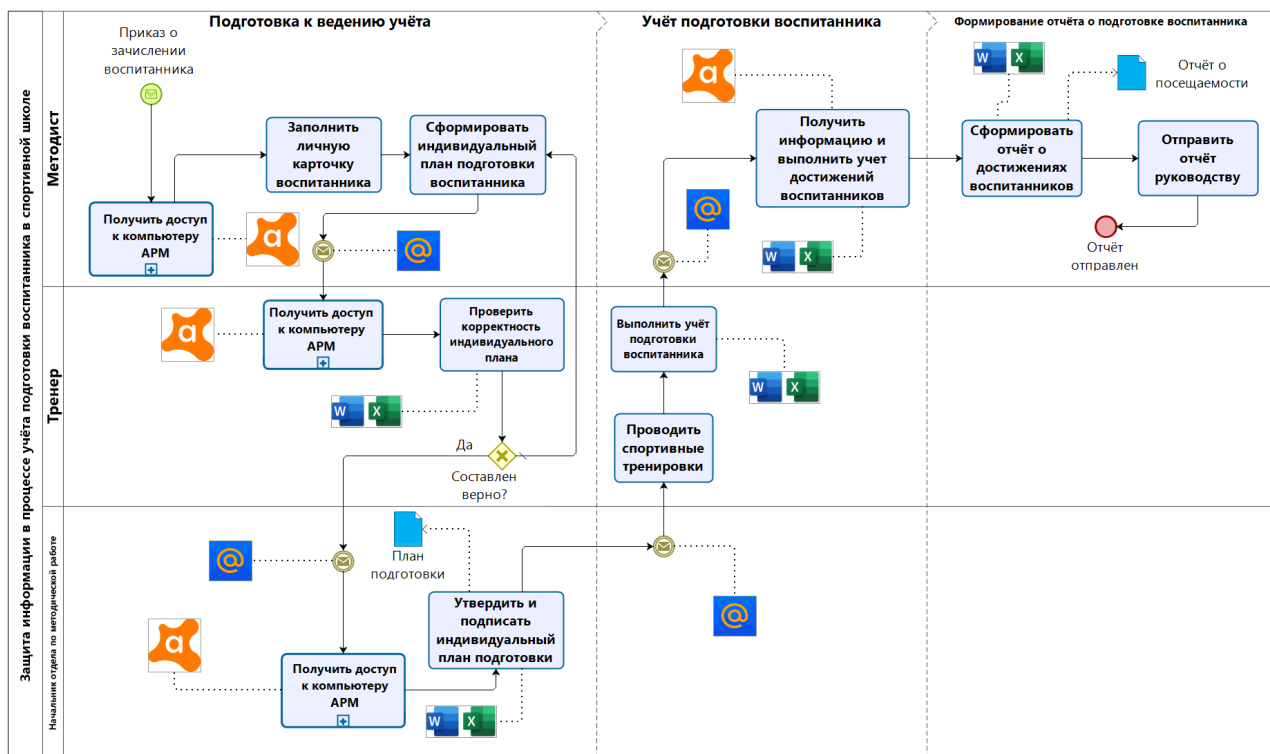 Защита информации в процессе учёта подготовки воспитанника в спортивной школе
Подготовка к ведению учёта
Учёт подготовки воспитанника
Формирование отчёта о подготовке воспитанника
Методист
Приказ о
зачислении
воспитанника
Получить доступ
к компьютеру
АРМ
Заполнить
личную
карточку
воспитанника
Сформировать
индивидуальный
план подготовки
воспитанника
a
@
a
Получить
информацию и
выполнить учет
достижений
воспитанников
@
W X
W X
Отчёт о
посещаемости
Сформировать
отчёт о
достижениях
воспитанников
Отправить
отчёт
руководству
Отчёт
отправлен
Тренер
a
Получить доступ
к компьютеру
АРМ
Проверить
корректность
индивидуального
плана
W X
Да
Составлен
верно?
Выполнить учёт
подготовки
воспитанника
W X
Проводить
спортивные
тренировки
Начальник отдела по методической работе
@
План
подготовки
a
Получить доступ
к компьютеру
АРМ
Утвердить и
подписать
индивидуальный
план подготовки
W X
@